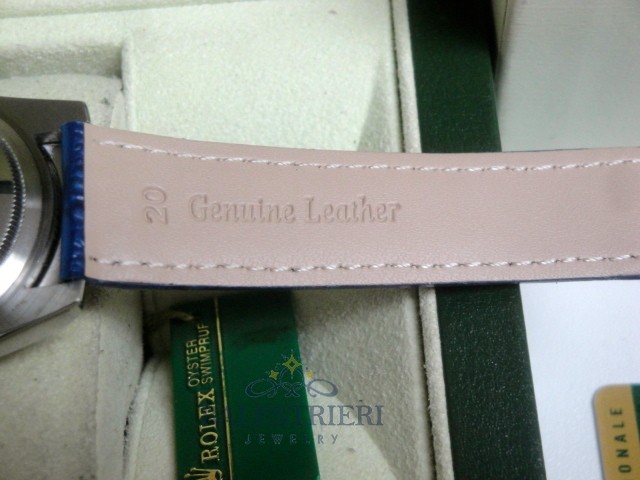 20 Genuine Leather
ROLEX
OYSTER
SWIMPRUF
JEWELRY
ONALE